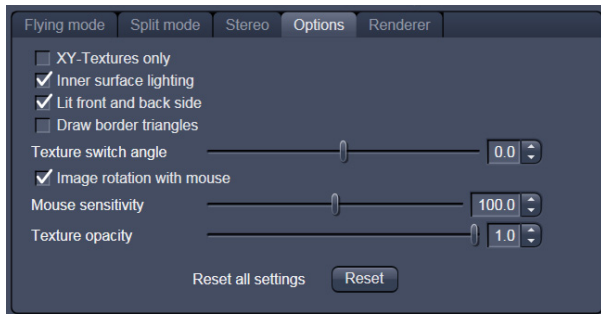 Flying mode Split mode Stereo Options Renderer
XY-Textures only
Inner surface lighting
Lit front and back side
Draw border triangles
Texture switch angle 0.0
Image rotation with mouse
Mouse sensitivity 100.0
Texture opacity 1.0
Reset all settings Reset